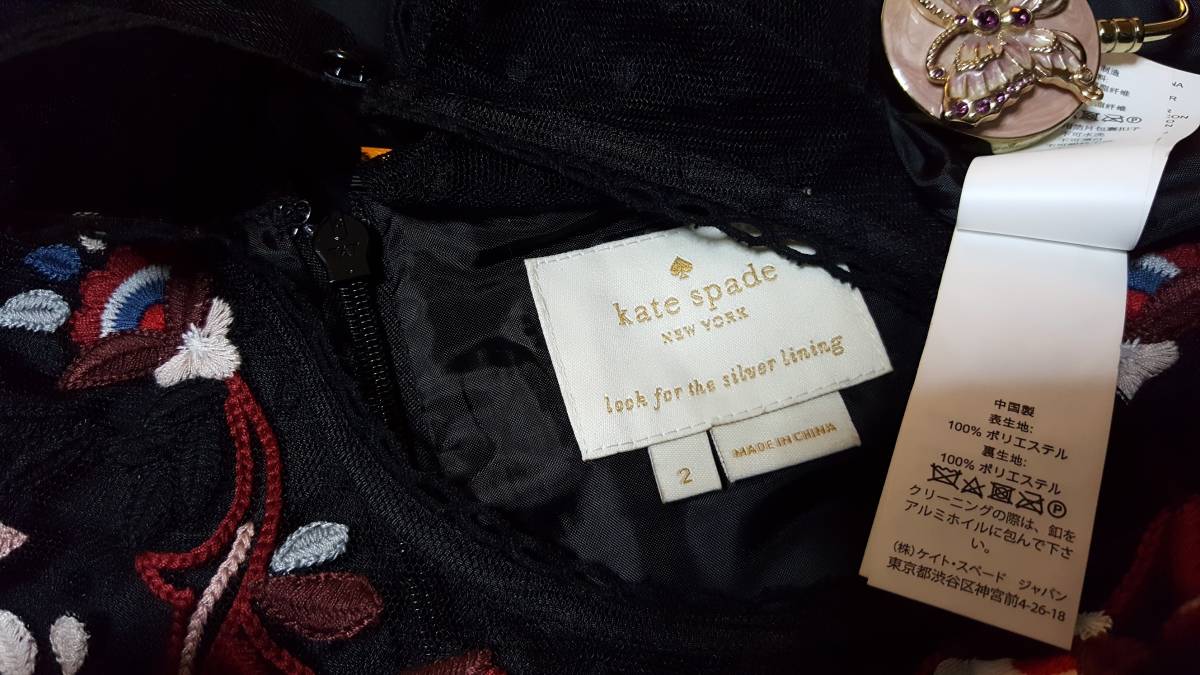 kate spade
NEW YORK
look for the silver lining
2
MADE IN CHINA
中国製
表生地:
100% ポリエステル
裏生地:
100% ポリエステル
クリーニングの際は、釦を
アルミホイルに包んで下さ
い。
(株)ケイト・スペード ジャパン
東京都渋谷区神宮前4-26-18
不可水洗